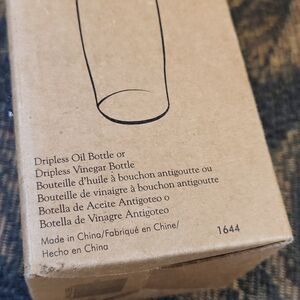 Dripless Oil Bottle or
Dripless Vinegar Bottle
Bouteille d'huile à bouchon antigoutte ou
Bouteille de vinaigre à bouchon antigoutte
Botella de Aceite Antigoteo o
Botella de Vinagre Antigoteo
Made in China/Fabriqué en Chine/
Hecho en China
1644